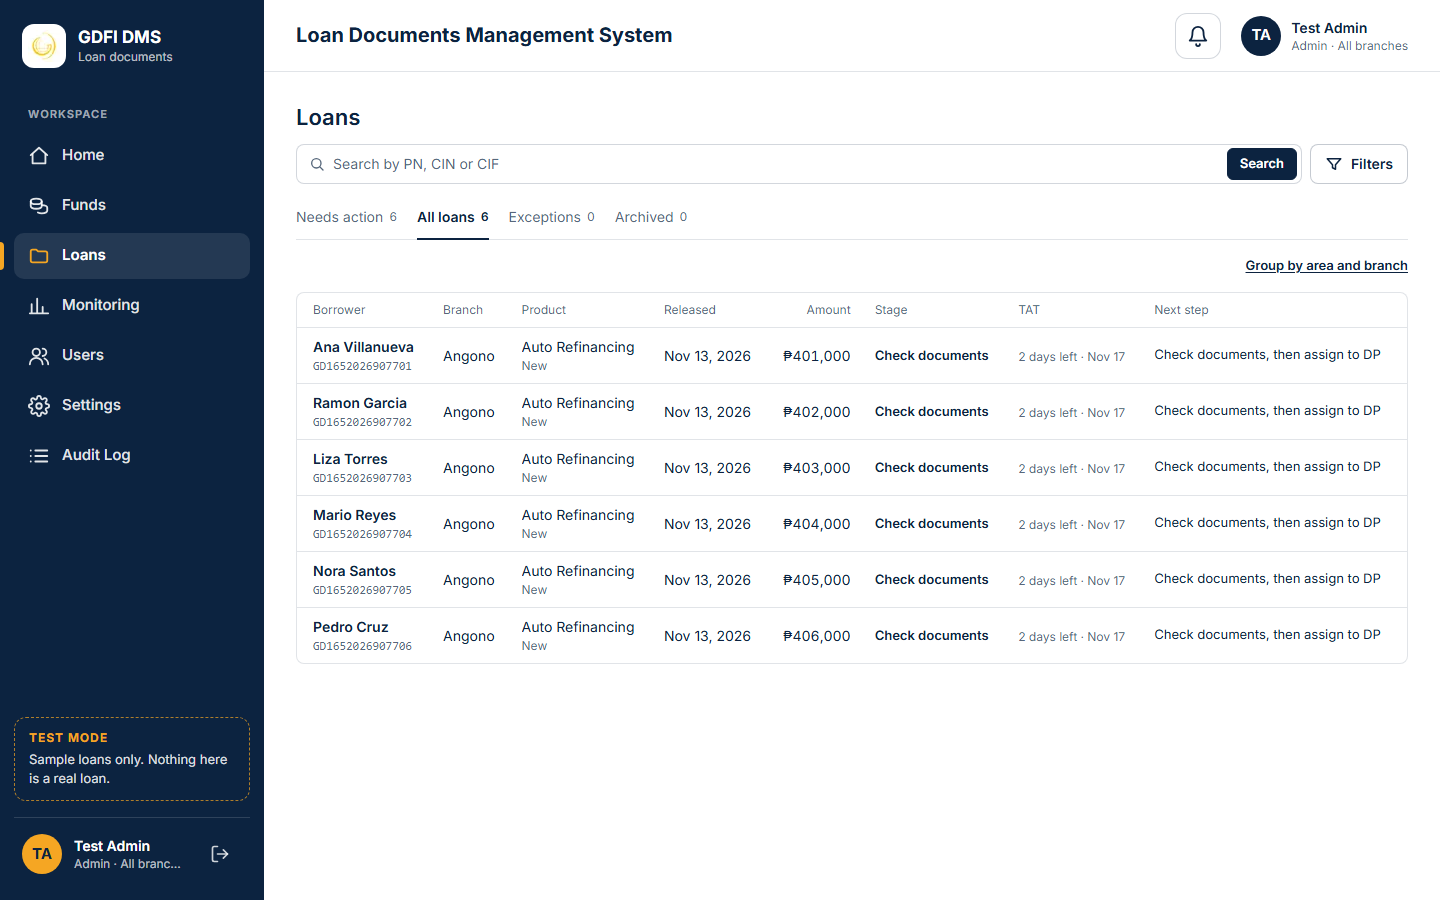 GDFI DMS
Loan documents
WORKSPACE
Home
Funds
Loans
Monitoring
Users
Settings
Audit Log
TEST MODE
Sample loans only. Nothing here
is a real loan.
TA
Test Admin
Admin · All branc...
Loan Documents Management System
TA
Test Admin
Admin · All branches
Loans
Search by PN, CIN or CIF
Search
Filters
Needs action 6 All loans 6 Exceptions 0 Archived 0
Group by area and branch
Borrower Branch Product Released Amount Stage TAT Next step
Ana Villanueva Angono Auto Refinancing Nov 13, 2026 ₱401,000 Check documents 2 days left · Nov 17 Check documents, then assign to DP
GD1652026907701 New
Ramon Garcia Angono Auto Refinancing Nov 13, 2026 ₱402,000 Check documents 2 days left · Nov 17 Check documents, then assign to DP
GD1652026907702 New
Liza Torres Angono Auto Refinancing Nov 13, 2026 ₱403,000 Check documents 2 days left · Nov 17 Check documents, then assign to DP
GD1652026907703 New
Mario Reyes Angono Auto Refinancing Nov 13, 2026 ₱404,000 Check documents 2 days left · Nov 17 Check documents, then assign to DP
GD1652026907704 New
Nora Santos Angono Auto Refinancing Nov 13, 2026 ₱405,000 Check documents 2 days left · Nov 17 Check documents, then assign to DP
GD1652026907705 New
Pedro Cruz Angono Auto Refinancing Nov 13, 2026 ₱406,000 Check documents 2 days left · Nov 17 Check documents, then assign to DP
GD1652026907706 New